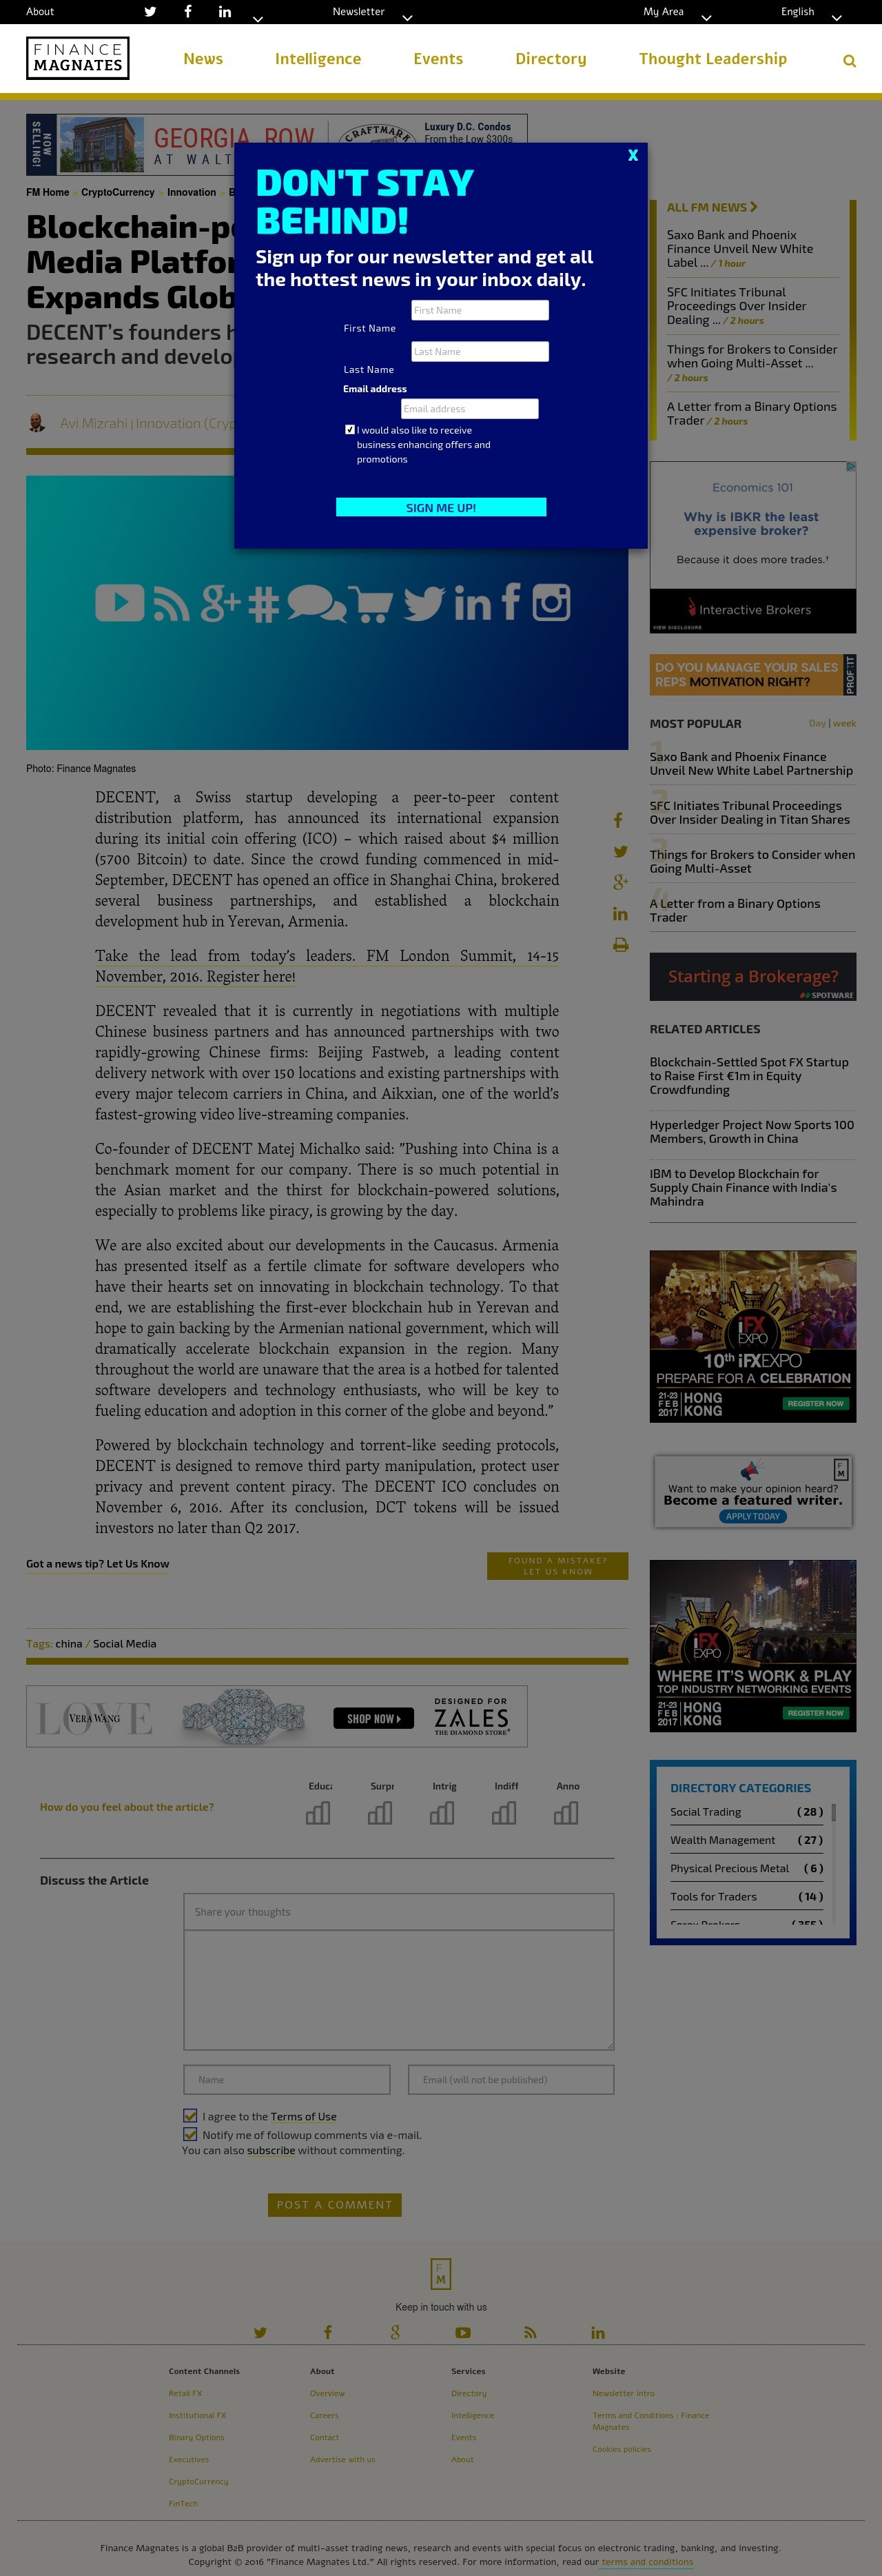 About
Newsletter
My Area
English
FINANCE
MAGNATES
News
Intelligence
Events
Directory
Thought Leadership
NOW
SELLING!
GEORGIA ROW
AT WALT
CRAFTMARK
Luxury D.C. Condos
From the Low $300s
FM Home » CryptoCurrency » Innovation » B
Blockchain-p
Media Platfor
Expands Glob
DECENT's founders h
research and develo
Avi Mizrahi | Innovation (Cryp
X
DON'T STAY
BEHIND!
Sign up for our newsletter and get all
the hottest news in your inbox daily.
First Name
First Name
Last Name
Last Name
Email address
Email address
I would also like to receive
business enhancing offers and
promotions
SIGN ME UP!
Photo: Finance Magnates
DECENT, a Swiss startup developing a peer-to-peer content
distribution platform, has announced its international expansion
during its initial coin offering (ICO) – which raised about $4 million
(5700 Bitcoin) to date. Since the crowd funding commenced in mid-
September, DECENT has opened an office in Shanghai China, brokered
several business partnerships, and established a blockchain
development hub in Yerevan, Armenia.
Take the lead from today's leaders. FM London Summit, 14-15
November, 2016. Register here!
DECENT revealed that it is currently in negotiations with multiple
Chinese business partners and has announced partnerships with two
rapidly-growing Chinese firms: Beijing Fastweb, a leading content
delivery network with over 150 locations and existing partnerships with
every major telecom carriers in China, and Aikxian, one of the world's
fastest-growing video live-streaming companies.
Co-founder of DECENT Matej Michalko said: "Pushing into China is a
benchmark moment for our company. There is so much potential in
the Asian market and the thirst for blockchain-powered solutions,
especially to problems like piracy, is growing by the day.
We are also excited about our developments in the Caucasus. Armenia
has presented itself as a fertile climate for software developers who
have their hearts set on innovating in blockchain technology. To that
end, we are establishing the first-ever blockchain hub in Yerevan and
hope to gain backing by the Armenian national government, which will
dramatically accelerate blockchain expansion in the region. Many
throughout the world are unaware that the area is a hotbed for talented
software developers and technology enthusiasts, who will be key to
fueling education and adoption in this corner of the globe and beyond."
Powered by blockchain technology and torrent-like seeding protocols,
DECENT is designed to remove third party manipulation, protect user
privacy and prevent content piracy. The DECENT ICO concludes on
November 6, 2016. After its conclusion, DCT tokens will be issued
investors no later than Q2 2017.
Got a news tip? Let Us Know
FOUND A MISTAKE?
LET US KNOW
Tags: china / Social Media
LOVE
VERA WANG
SHOP NOW
DESIGNED FOR
ZALES
THE DIAMOND STORE
How do you feel about the article?
Educa
Surpr
Intrig
Indiff
Anno
Discuss the Article
Share your thoughts
Name
Email (will not be published)
I agree to the Terms of Use
Notify me of followup comments via e-mail.
You can also subscribe without commenting.
POST A COMMENT
ALL FM NEWS
Saxo Bank and Phoenix
Finance Unveil New White
Label ... / 1 hour
SFC Initiates Tribunal
Proceedings Over Insider
Dealing ... / 2 hours
Things for Brokers to Consider
when Going Multi-Asset ...
/ 2 hours
A Letter from a Binary Options
Trader / 2 hours
Economics 101
Why is IBKR the least
expensive broker?
Because it does more trades.†
Interactive Brokers
VIEW DISCLOSURE
DO YOU MANAGE YOUR SALES
REPS MOTIVATION RIGHT?
PROFIT
MOST POPULAR
Day | week
1
Saxo Bank and Phoenix Finance
Unveil New White Label Partnership
2
SFC Initiates Tribunal Proceedings
Over Insider Dealing in Titan Shares
3
Things for Brokers to Consider when
Going Multi-Asset
4
A Letter from a Binary Options
Trader
Starting a Brokerage?
SPOTWARE
RELATED ARTICLES
Blockchain-Settled Spot FX Startup
to Raise First €1m in Equity
Crowdfunding
Hyperledger Project Now Sports 100
Members, Growth in China
IBM to Develop Blockchain for
Supply Chain Finance with India's
Mahindra
iFX
EXPO
10th iFXEXPO
PREPARE FOR A CELEBRATION
21-23
FEB
2017
HONG
KONG
REGISTER NOW
F
M
Want to make your opinion heard?
Become a featured writer.
APPLY TODAY
iFX
EXPO
WHERE IT'S WORK & PLAY
TOP INDUSTRY NETWORKING EVENTS
21-23
FEB
2017
HONG
KONG
REGISTER NOW
DIRECTORY CATEGORIES
Social Trading ( 28 )
Wealth Management ( 27 )
Physical Precious Metal ( 6 )
Tools for Traders ( 14 )
Forex Brokers ( 355 )
F
M
Keep in touch with us
Content Channels
Retail FX
Institutional FX
Binary Options
Executives
CryptoCurrency
FinTech
About
Overview
Careers
Contact
Advertise with us
Services
Directory
Intelligence
Events
About
Website
Newsletter intro
Terms and Conditions : Finance
Magnates
Cookies policies
Finance Magnates is a global B2B provider of multi-asset trading news, research and events with special focus on electronic trading, banking, and investing.
Copyright © 2016 "Finance Magnates Ltd." All rights reserved. For more information, read our terms and conditions